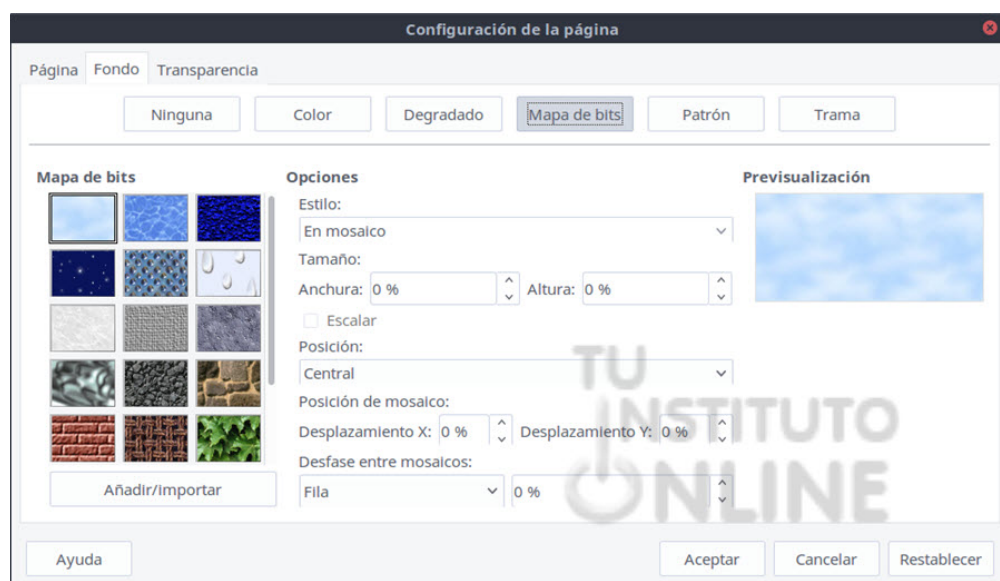 Configuración de la página
Página Fondo Transparencia
Ninguna Color Degradado Mapa de bits Patrón Trama
Mapa de bits
Opciones
Previsualización
Estilo:
En mosaico
Tamaño:
Anchura: 0 % Altura: 0 %
Escalar
Posición:
Central
Posición de mosaico:
Desplazamiento X: 0 % Desplazamiento Y: 0 %
Desfase entre mosaicos:
Fila 0 %
Añadir/Importar
TU
INSTITUTO
ONLINE
Ayuda Aceptar Cancelar Restablecer